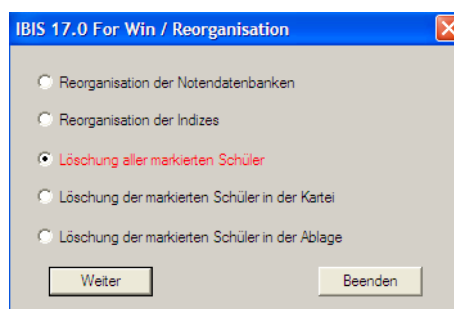 IBIS 17.0 For Win / Reorganisation
Reorganisation der Notendatenbanken
Reorganisation der Indizes
Löschung aller markierten Schüler
Löschung der markierten Schüler in der Kartei
Löschung der markierten Schüler in der Ablage
Weiter
Beenden